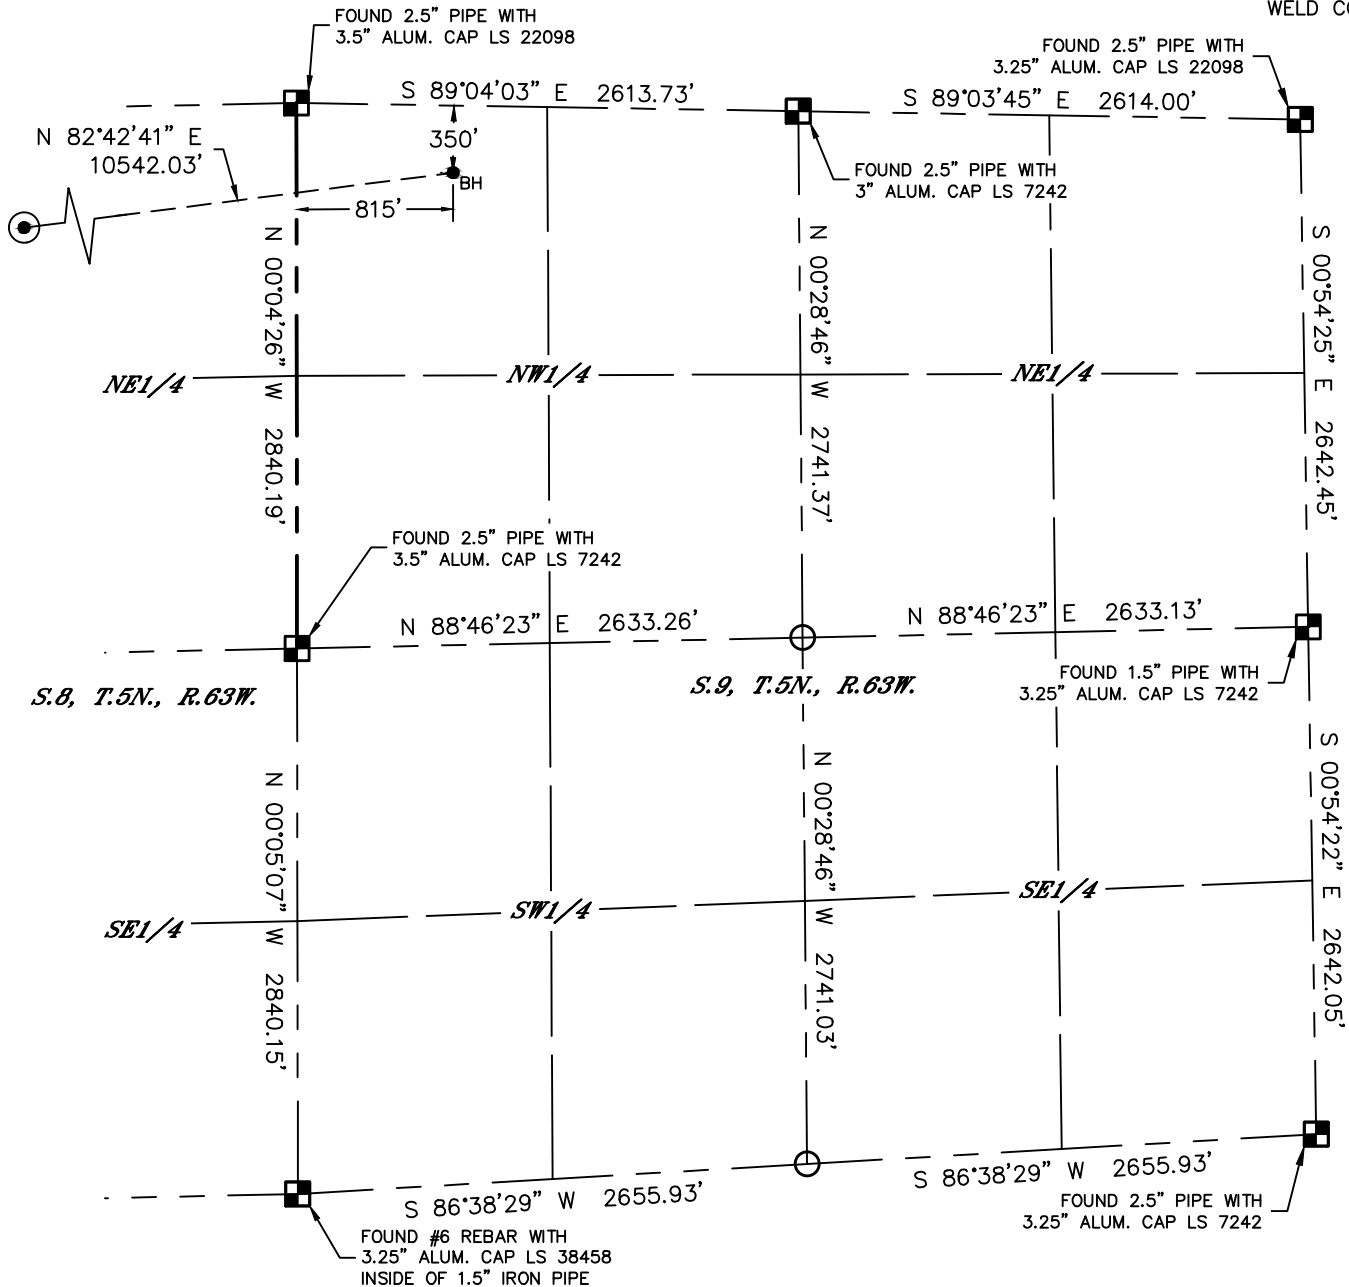 WELD CO
FOUND 2.5" PIPE WITH
3.5" ALUM. CAP LS 22098
FOUND 2.5" PIPE WITH
3.25" ALUM. CAP LS 22098
S 89°04'03" E 2613.73'
S 89°03'45" E 2614.00'
N 82°42'41" E
10542.03'
350'
BH
815'
FOUND 2.5" PIPE WITH
3" ALUM. CAP LS 7242
N 00°04'26" W 2840.19'
N 00°28'46" W 2741.37'
S 00°54'25" E 2642.45'
NE1/4
NW1/4
NE1/4
FOUND 2.5" PIPE WITH
3.5" ALUM. CAP LS 7242
N 88°46'23" E 2633.26'
N 88°46'23" E 2633.13'
S.8, T.5N., R.63W.
S.9, T.5N., R.63W.
FOUND 1.5" PIPE WITH
3.25" ALUM. CAP LS 7242
N 00°05'07" W 2840.15'
N 00°28'46" W 2741.03'
S 00°54'22" E 2642.05'
SE1/4
SW1/4
SE1/4
S 86°38'29" W 2655.93'
S 86°38'29" W 2655.93'
FOUND 2.5" PIPE WITH
3.25" ALUM. CAP LS 7242
FOUND #6 REBAR WITH
3.25" ALUM. CAP LS 38458
INSIDE OF 1.5" IRON PIPE